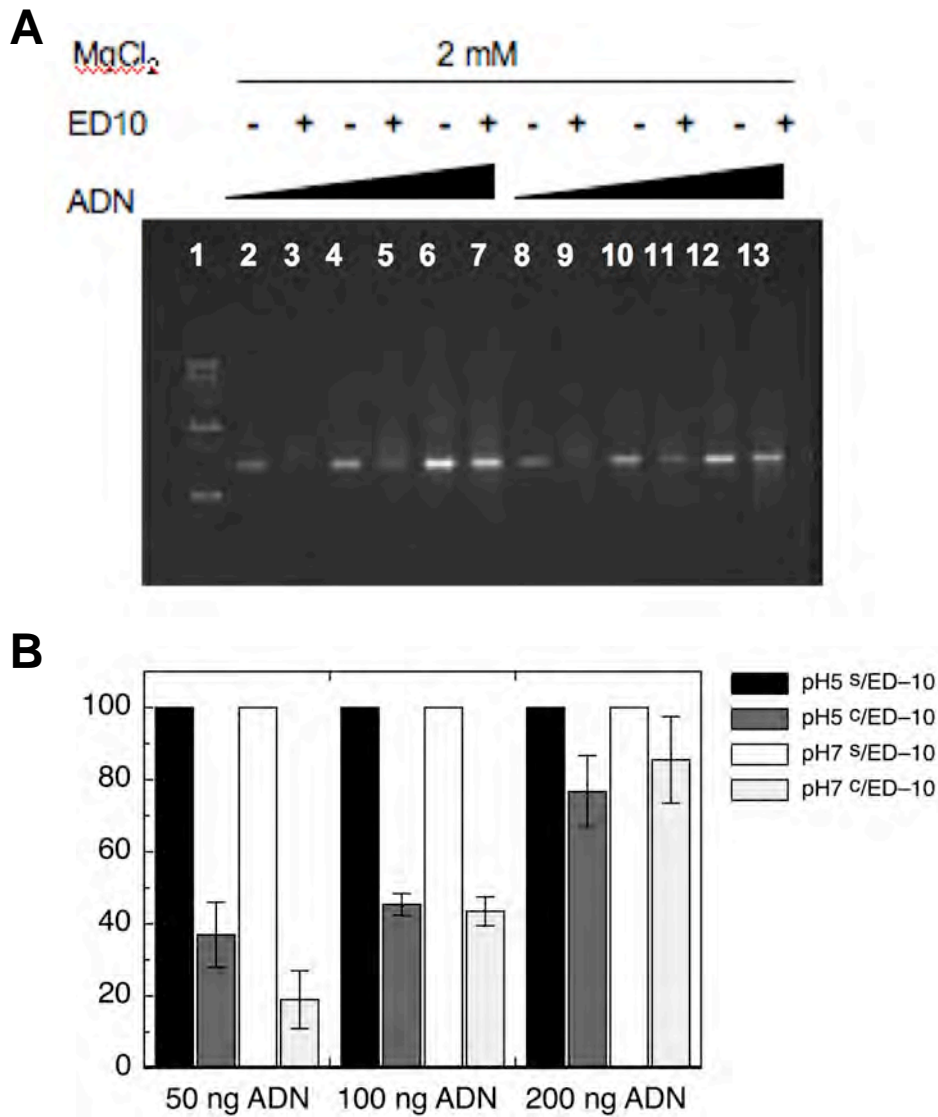 A
MgCl₂ 2 mM
ED10 - + - + - + - + - + - +
ADN
1 2 3 4 5 6 7 8 9 10 11 12 13
B
100
80
60
40
20
0
50 ng ADN 100 ng ADN 200 ng ADN
pH5 s/ED–10
pH5 c/ED–10
pH7 s/ED–10
pH7 c/ED–10